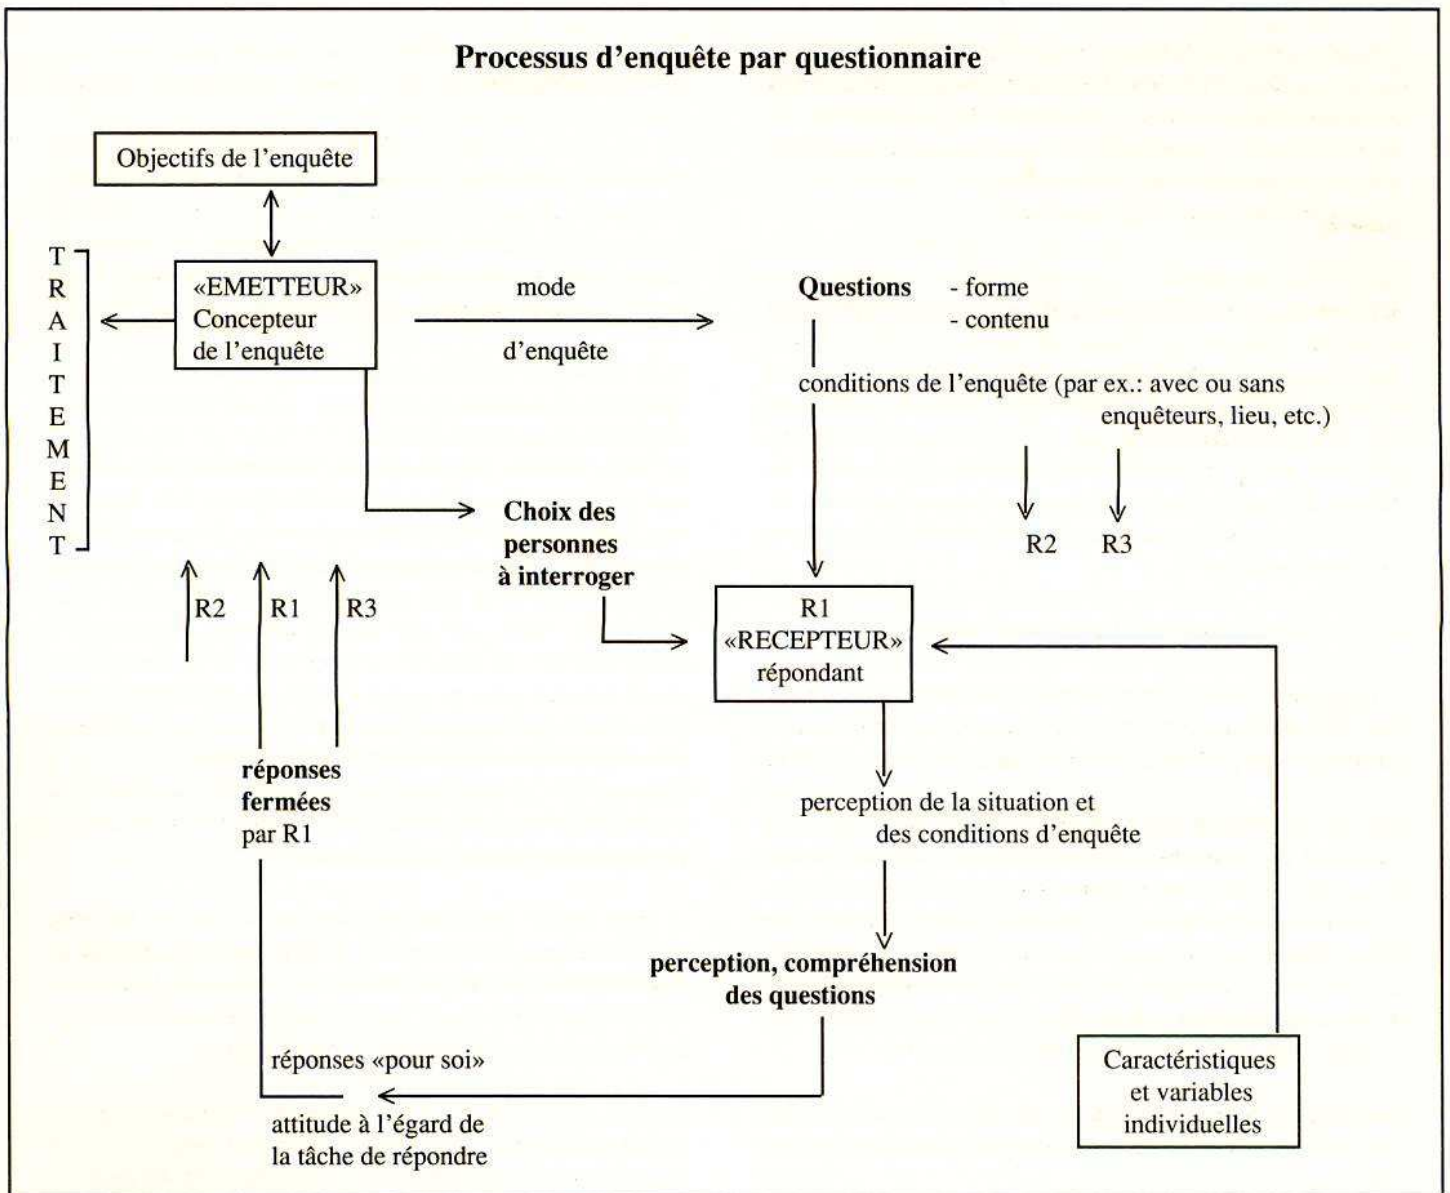 Processus d'enquête par questionnaire
Objectifs de l'enquête
TRAITEMENT
«EMETTEUR»
Concepteur
de l'enquête
mode
d'enquête
Questions - forme
- contenu
conditions de l'enquête (par ex.: avec ou sans
enquêteurs, lieu, etc.)
R2 R3
Choix des
personnes
à interroger
R2 R1 R3
R1
«RECEPTEUR»
répondant
réponses
fermées
par R1
perception de la situation et
des conditions d'enquête
perception, compréhension
des questions
réponses «pour soi»
attitude à l'égard de
la tâche de répondre
Caractéristiques
et variables
individuelles